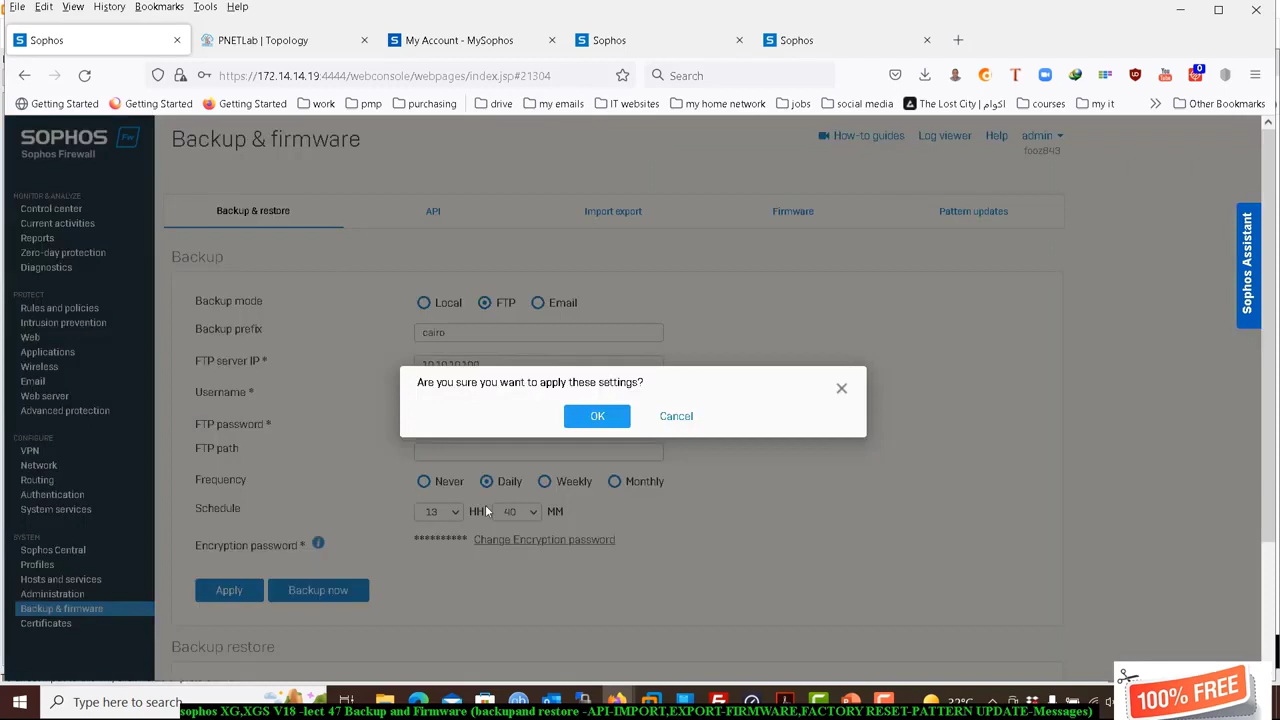 File Edit View History Bookmarks Tools Help
Sophos
PNETLab | Topology
My Account - MySophos
Sophos
Sophos
https://172.14.14.19:4444/webconsole/webpages/index.jsp#21304
Search
0
Getting Started
Getting Started
Getting Started
work
pmp
purchasing
drive
my emails
IT websites
my home network
jobs
social media
The Lost City | اكوام
courses
my it
Other Bookmarks
SOPHOS Fw
Sophos Firewall
Backup & firmware
How-to guides Log viewer Help admin
fooz843
MONITOR & ANALYZE
Control center
Current activities
Reports
Zero-day protection
Diagnostics
PROTECT
Rules and policies
Intrusion prevention
Web
Applications
Wireless
Email
Web server
Advanced protection
CONFIGURE
VPN
Network
Routing
Authentication
System services
SYSTEM
Sophos Central
Profiles
Hosts and services
Administration
Backup & firmware
Certificates
Backup & restore API Import export Firmware Pattern updates
Backup
Backup mode Local FTP Email
Backup prefix cairo
FTP server IP *
Username *
FTP password *
FTP path
Are you sure you want to apply these settings?
OK Cancel
Frequency Never Daily Weekly Monthly
Schedule 13 HH 40 MM
Encryption password * ********** Change Encryption password
Apply Backup now
Backup restore
Sophos Assistant
Type here to search
100% FREE
sophos XG,XGS V18 -lect 47 Backup and Firmware (backupand restore -API-IMPORT,EXPORT-FIRMWARE,FACTORY RESET-PATTERN UPDATE-Messages)